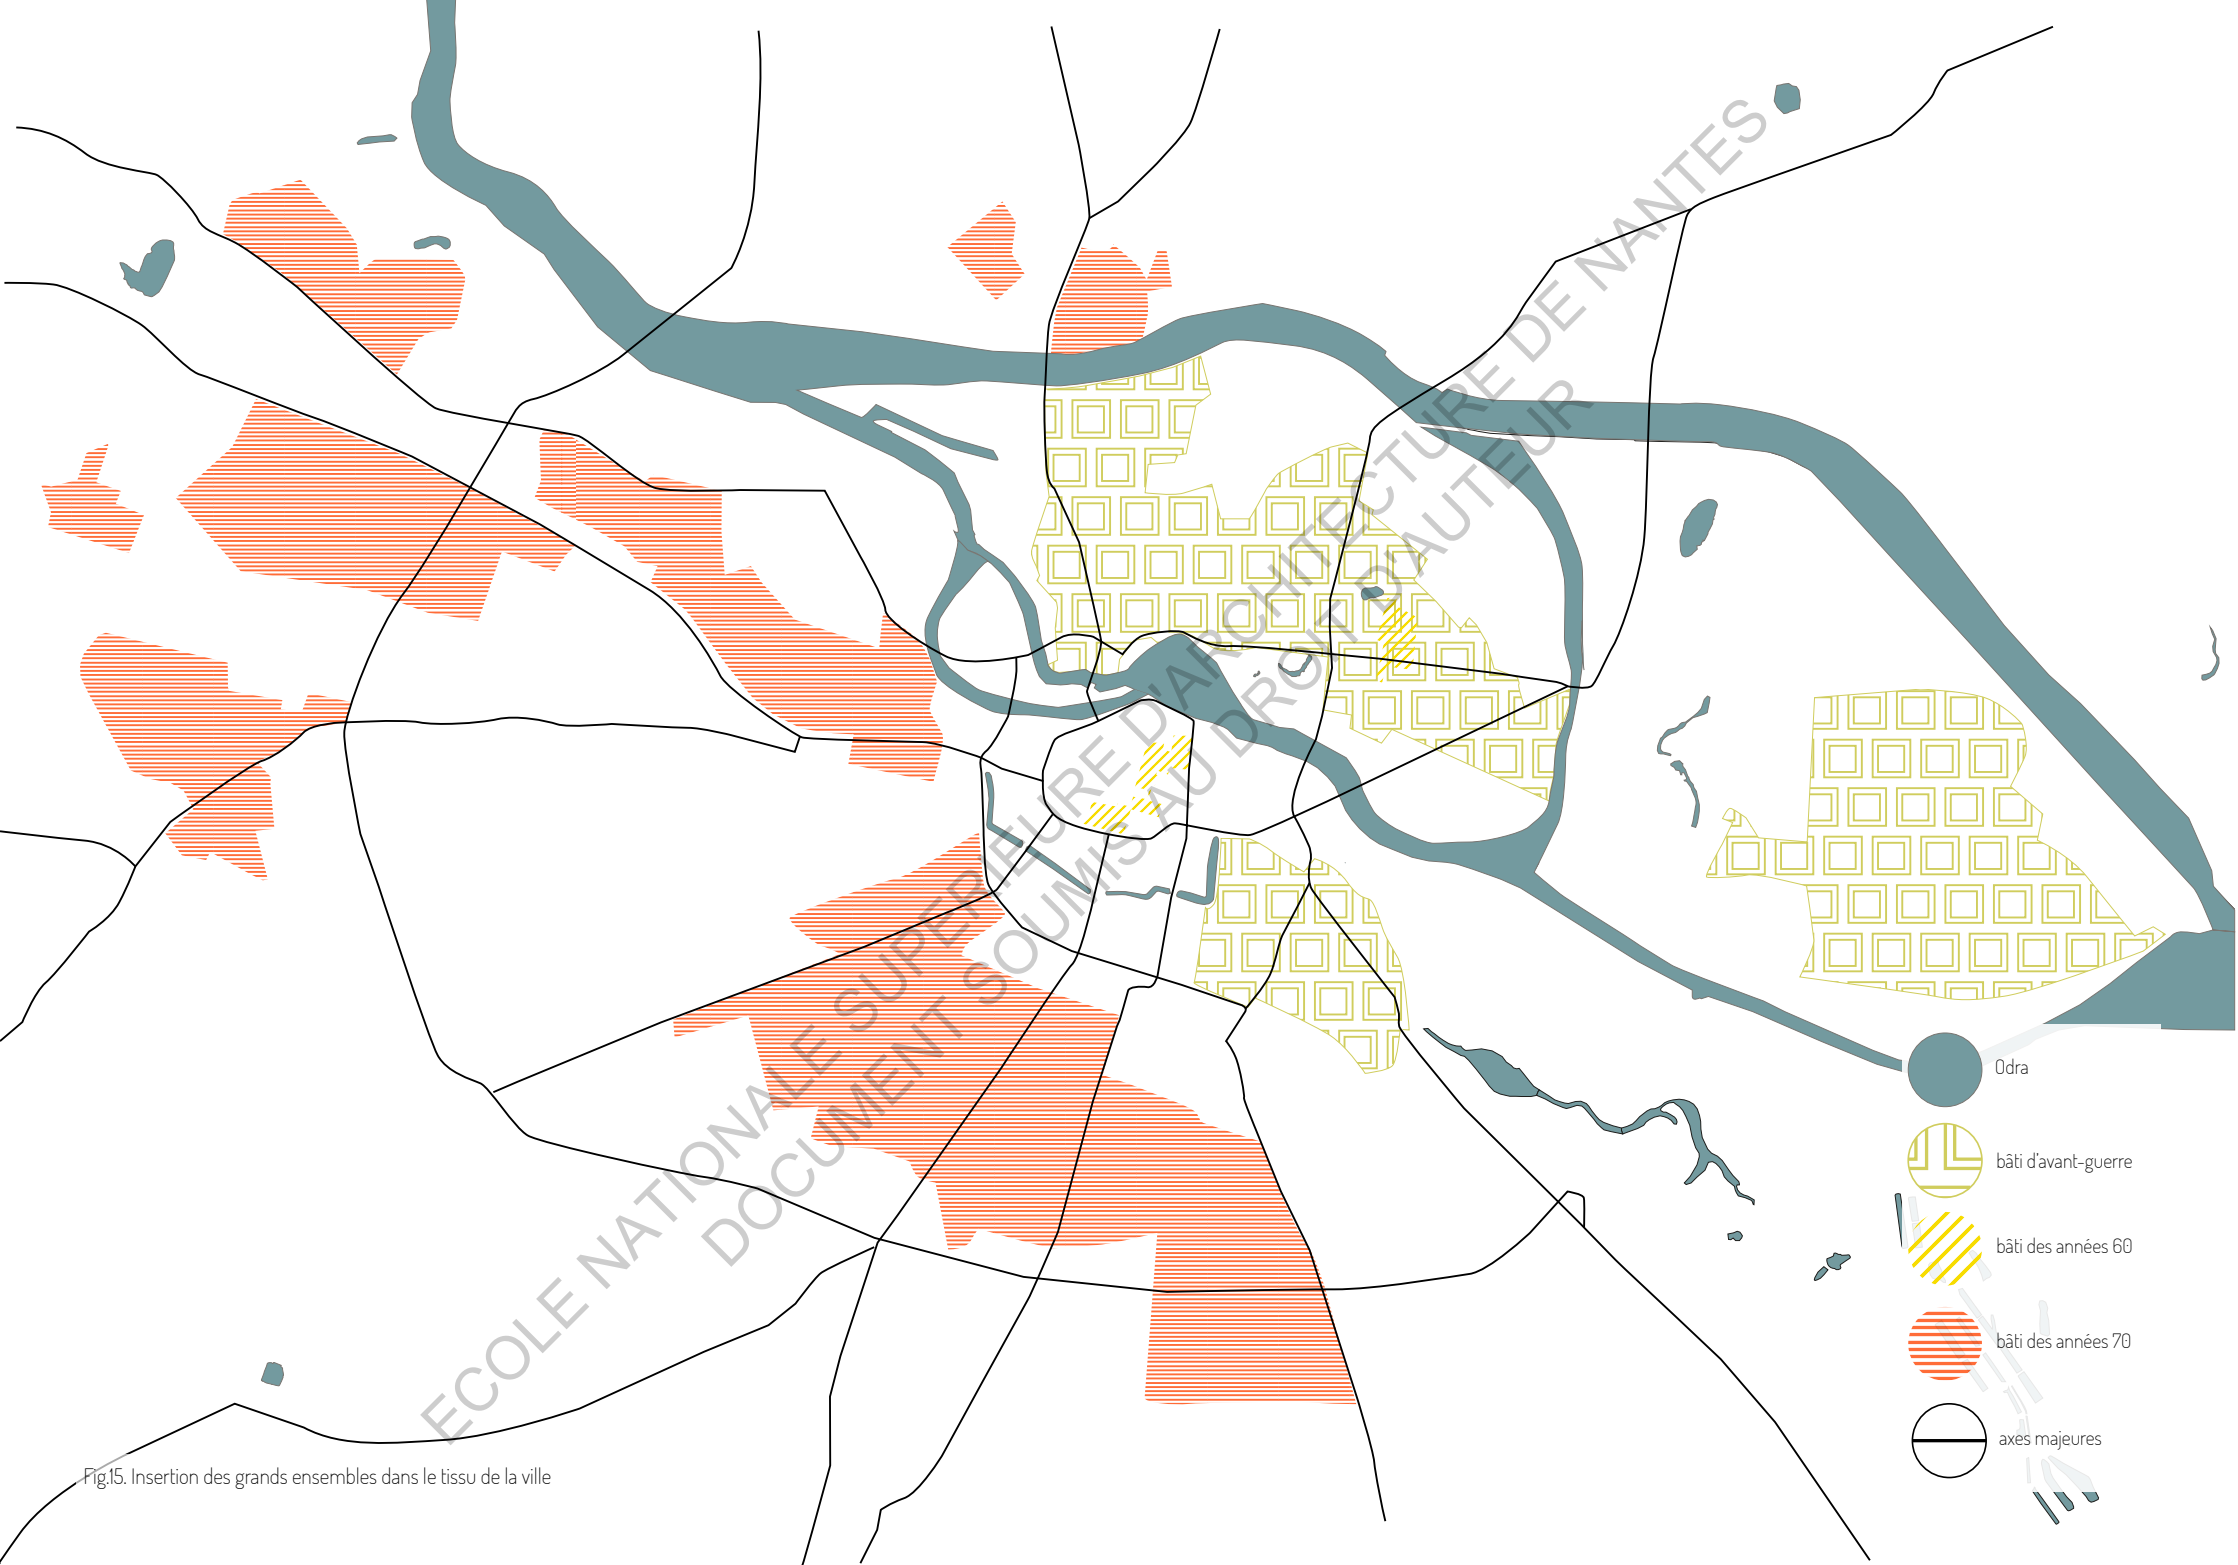 ECOLE NATIONALE SUPERIEURE D'ARCHITECTURE DE NANTES
DOCUMENT SOUMIS AU DROIT D'AUTEUR
Odra
bâti d'avant-guerre
bâti des années 60
bâti des années 70
axes majeures
Fig.15. Insertion des grands ensembles dans le tissu de la ville